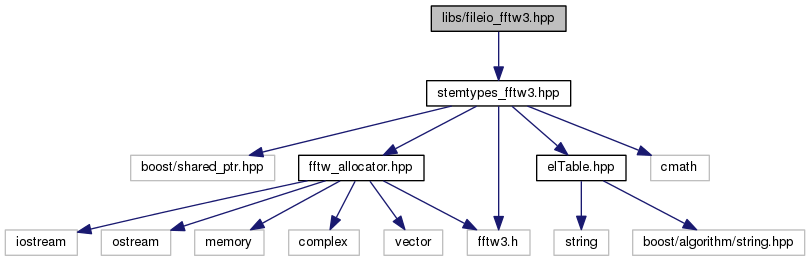 libs/fileio_fftw3.hpp
stemtypes_fftw3.hpp
boost/shared_ptr.hpp
fftw_allocator.hpp
elTable.hpp
cmath
iostream
ostream
memory
complex
vector
fftw3.h
string
boost/algorithm/string.hpp